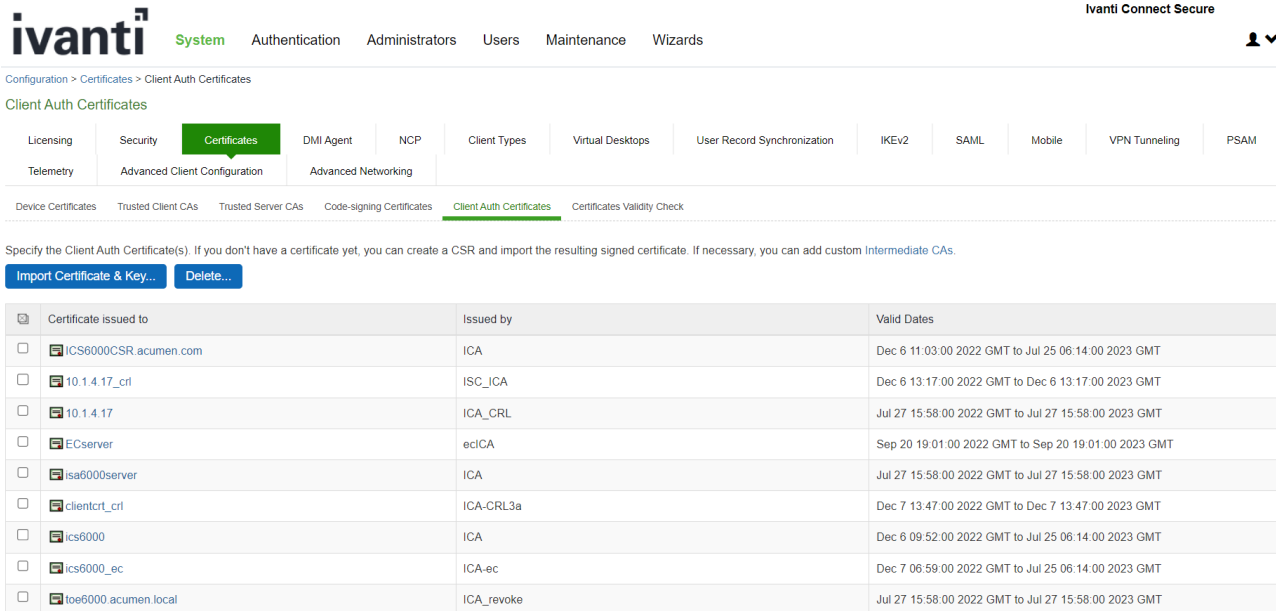 Ivanti Connect Secure
ivanti System Authentication Administrators Users Maintenance Wizards
Configuration > Certificates > Client Auth Certificates
Client Auth Certificates
Licensing Security Certificates DMI Agent NCP Client Types Virtual Desktops User Record Synchronization IKEv2 SAML Mobile VPN Tunneling PSAM
Telemetry Advanced Client Configuration Advanced Networking
Device Certificates Trusted Client CAs Trusted Server CAs Code-signing Certificates Client Auth Certificates Certificates Validity Check
Specify the Client Auth Certificate(s). If you don't have a certificate yet, you can create a CSR and import the resulting signed certificate. If necessary, you can add custom Intermediate CAs.
Import Certificate & Key... Delete...
Certificate issued to Issued by Valid Dates
ICS6000CSR.acumen.com ICA Dec 6 11:03:00 2022 GMT to Jul 25 06:14:00 2023 GMT
10.1.4.17_crl ISC_ICA Dec 6 13:17:00 2022 GMT to Dec 6 13:17:00 2023 GMT
10.1.4.17 ICA_CRL Jul 27 15:58:00 2022 GMT to Jul 27 15:58:00 2023 GMT
ECserver ecICA Sep 20 19:01:00 2022 GMT to Sep 20 19:01:00 2023 GMT
isa6000server ICA Jul 27 15:58:00 2022 GMT to Jul 27 15:58:00 2023 GMT
clientcrt_crl ICA-CRL3a Dec 7 13:47:00 2022 GMT to Dec 7 13:47:00 2023 GMT
ics6000 ICA Dec 6 09:52:00 2022 GMT to Jul 25 06:14:00 2023 GMT
ics6000_ec ICA-ec Dec 7 06:59:00 2022 GMT to Jul 25 06:14:00 2023 GMT
toe6000.acumen.local ICA_revoke Jul 27 15:58:00 2022 GMT to Jul 27 15:58:00 2023 GMT